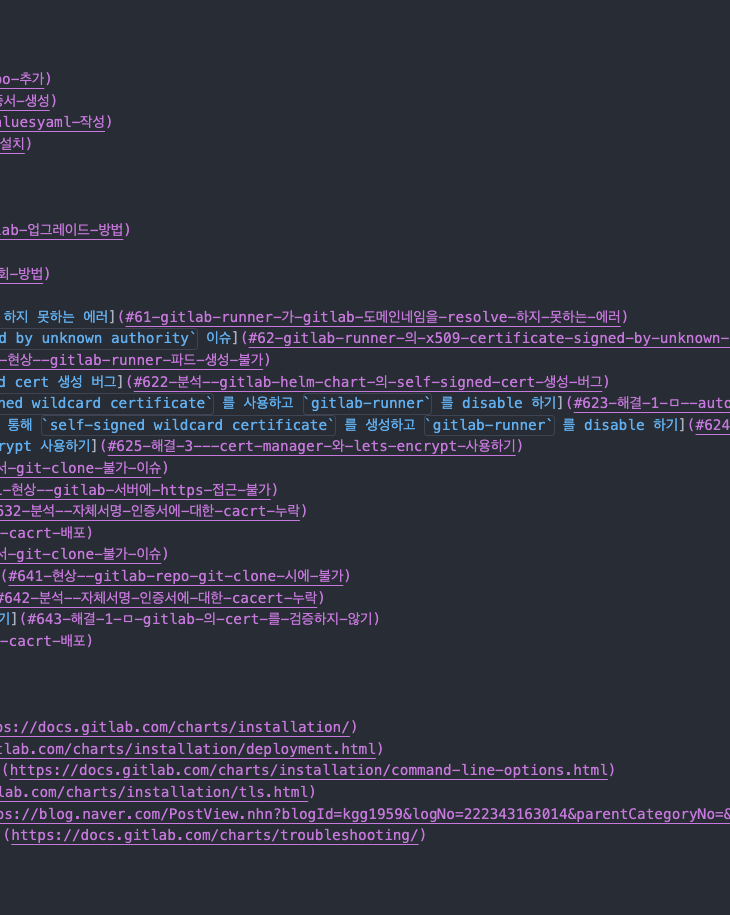 po-추가)
증서-생성)
aluesyaml-작성)
설치)
lab-업그레이드-방법)
회-방법)
하지 못하는 에러](#61-gitlab-runner-가-gitlab-도메인네임을-resolve-하지-못하는-에러)
d by unknown authority` 이슈](#62-gitlab-runner-의-x509-certificate-signed-by-unknown-
-현상--gitlab-runner-파드-생성-불가)
d cert 생성 버그](#622-분석--gitlab-helm-chart-의-self-signed-cert-생성-버그)
ned wildcard certificate` 를 사용하고 `gitlab-runner` 를 disable 하기](#623-해결-1-ㅁ--auto
통해 `self-signed wildcard certificate` 를 생성하고 `gitlab-runner` 를 disable 하기](#624
rypt 사용하기](#625-해결-3---cert-manager-와-lets-encrypt-사용하기)
서-git-clone-불가-이슈)
1-현상--gitlab-서버에-https-접근-불가)
632-분석--자체서명-인증서에-대한-cacrt-누락)
-cacrt-배포)
서-git-clone-불가-이슈)
(#641-현상--gitlab-repo-git-clone-시에-불가)
#642-분석--자체서명-인증서에-대한-cacert-누락)
기](#643-해결-1-ㅁ-gitlab-의-cert-를-검증하지-않기)
-cacrt-배포)
ps://docs.gitlab.com/charts/installation/)
tlab.com/charts/installation/deployment.html)
(https://docs.gitlab.com/charts/installation/command-line-options.html)
lab.com/charts/installation/tls.html)
ps://blog.naver.com/PostView.nhn?blogId=kgg1959&logNo=222343163014&parentCategoryNo=&
(https://docs.gitlab.com/charts/troubleshooting/)